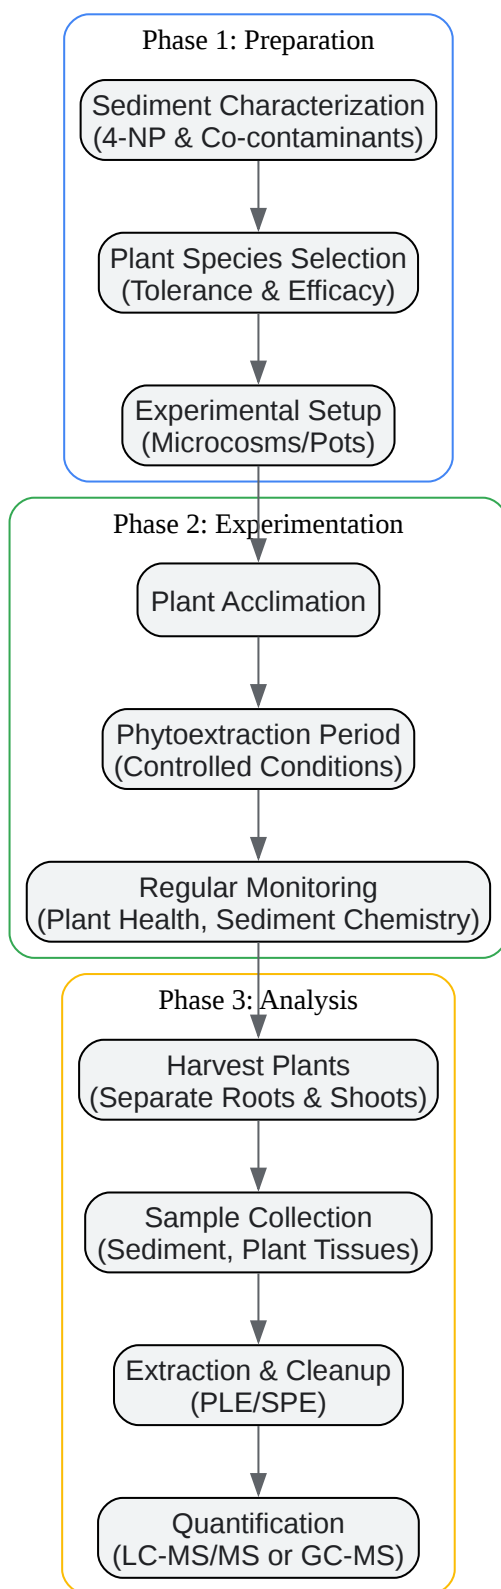 Phase 1: Preparation
Sediment Characterization
(4-NP & Co-contaminants)
Plant Species Selection
(Tolerance & Efficacy)
Experimental Setup
(Microcosms/Pots)
Phase 2: Experimentation
Plant Acclimation
Phytoextraction Period
(Controlled Conditions)
Regular Monitoring
(Plant Health, Sediment Chemistry)
Phase 3: Analysis
Harvest Plants
(Separate Roots & Shoots)
Sample Collection
(Sediment, Plant Tissues)
Extraction & Cleanup
(PLE/SPE)
Quantification
(LC-MS/MS or GC-MS)